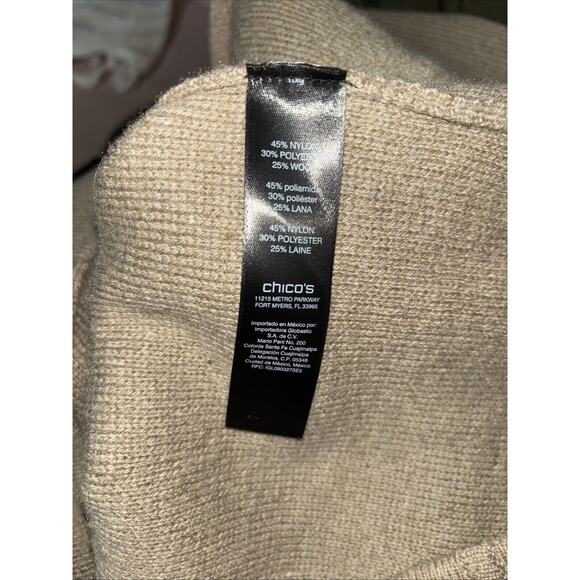 45% NYLON
30% POLYESTER
25% WOOL
45% poliamida
30% poliéster
25% LANA
45% NYLON
30% POLYESTER
25% LAINE
chico's
11215 METRO PARKWAY
FORT MYERS, FL 33966
Importado en México por:
Importadora Globastic
S.A. de C.V.
Mario Pani No. 200
Colonia Santa Fe Cuajimalpa
Delegación Cuajimalpa
de Morelos, C.P. 05348
Ciudad de México, México
RFC: IGL090327SE5